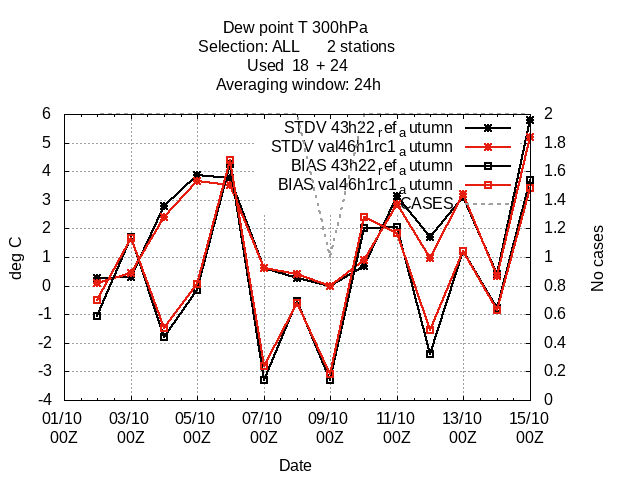 Dew point T 300hPa
Selection: ALL 2 stations
Used 18 + 24
Averaging window: 24h
6 2
STDV 43h22refautumn
5 1.8
STDV val46h1rc1autumn
4 BIAS 43h22refautumn 1.6
BIAS val46h1rc1autumn
3 CASES 1.4
2 1.2
deg C
1 1
No cases
0 0.8
-1 0.6
-2 0.4
-3 0.2
-4 0
01/10 03/10 05/10 07/10 09/10 11/10 13/10 15/10
00Z 00Z 00Z 00Z 00Z 00Z 00Z 00Z
Date